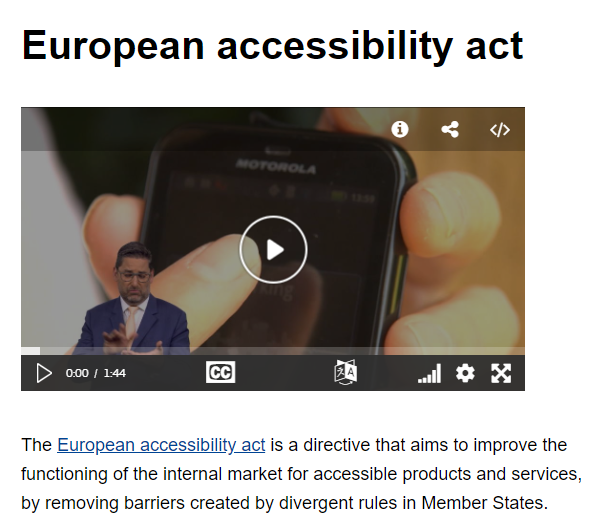 European accessibility act
MOTOROLA
0:00 / 1:44
CC
The European accessibility act is a directive that aims to improve the
functioning of the internal market for accessible products and services,
by removing barriers created by divergent rules in Member States.